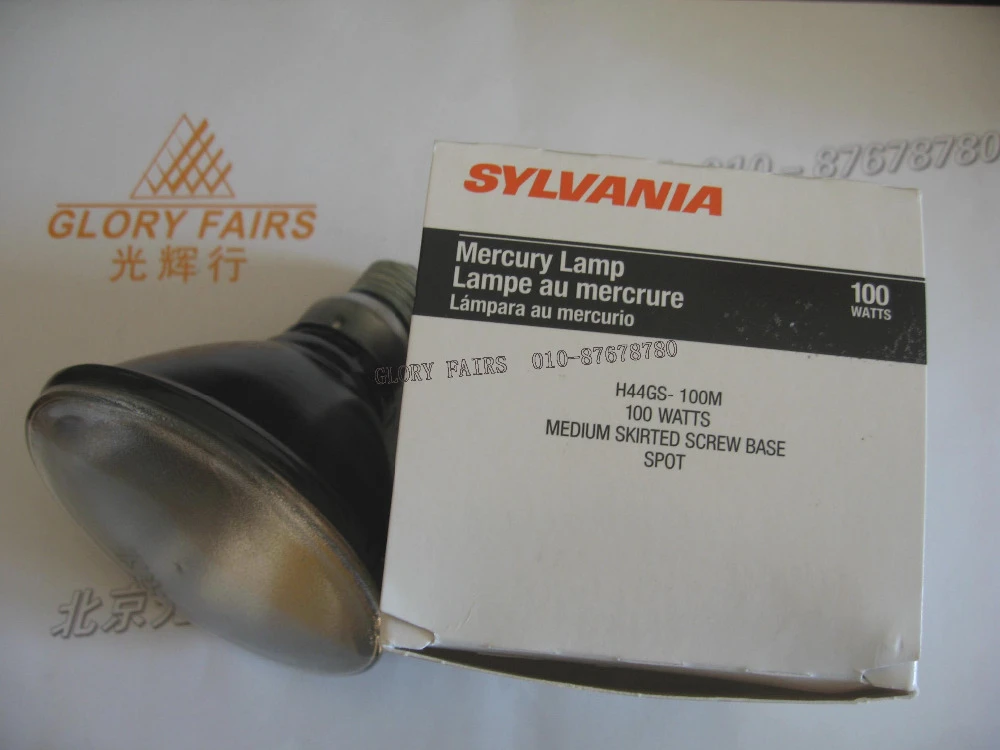 GLORY FAIRS
光辉行
010-87678780
SYLVANIA
Mercury Lamp
Lampe au mercrure
Lámpara au mercurio
100
WATTS
GLORY FAIRS 010-87678780
H44GS- 100M
100 WATTS
MEDIUM SKIRTED SCREW BASE
SPOT
北京